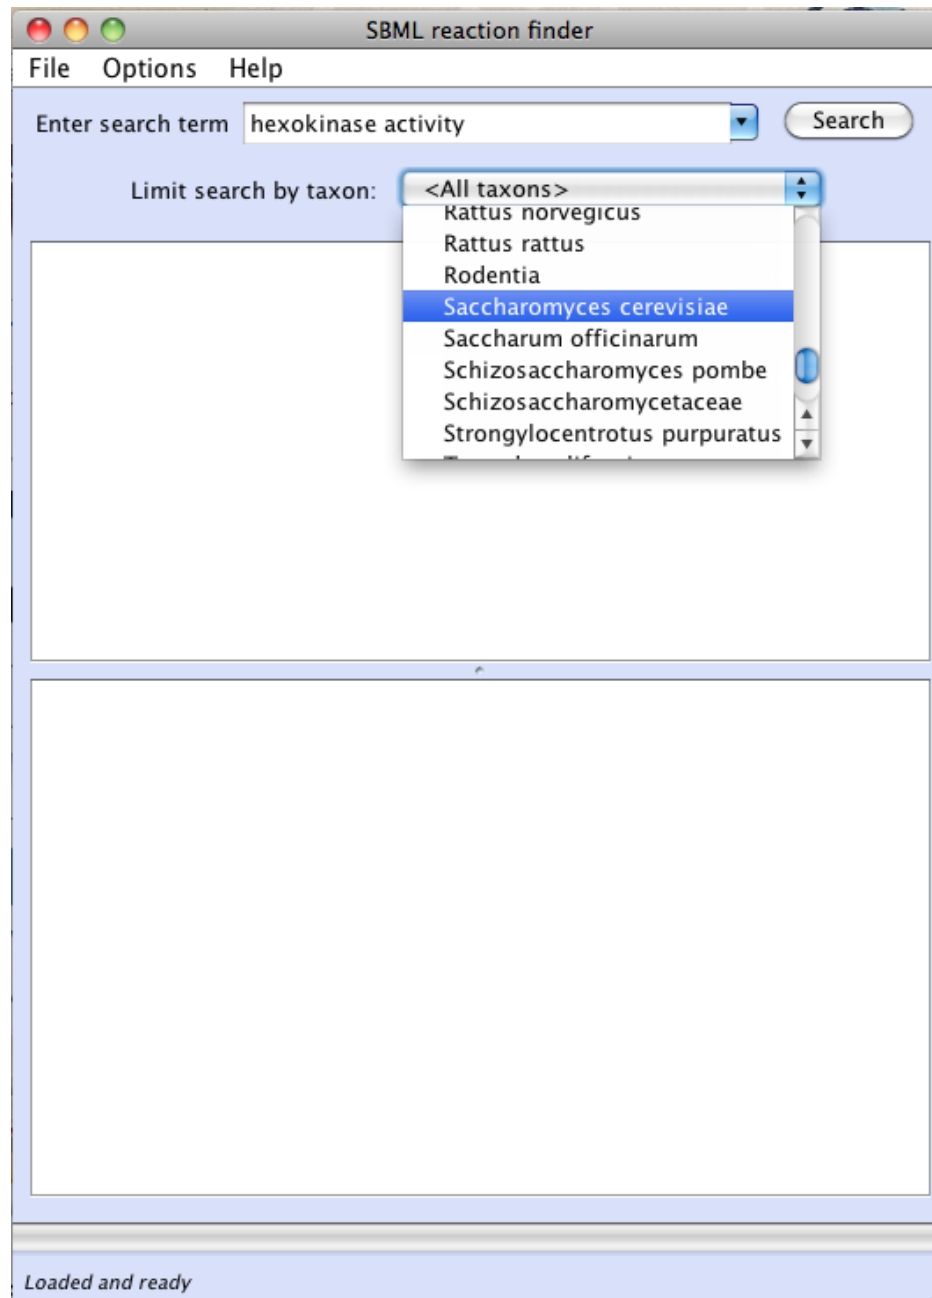 SBML reaction finder
File Options Help
Enter search term hexokinase activity Search
Limit search by taxon: <All taxons>
Rattus norvegicus
Rattus rattus
Rodentia
Saccharomyces cerevisiae
Saccharum officinarum
Schizosaccharomyces pombe
Schizosaccharomycetaceae
Strongylocentrotus purpuratus
Loaded and ready